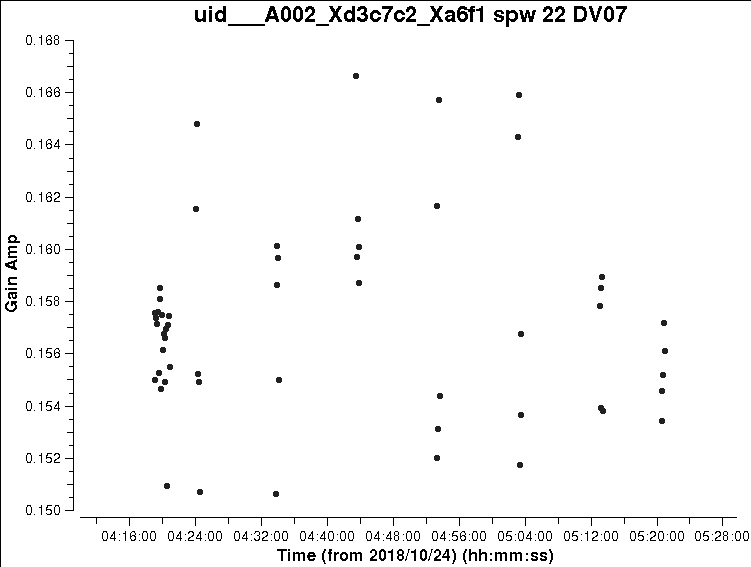 uid___A002_Xd3c7c2_Xa6f1 spw 22 DV07
0.168
0.166
0.164
0.162
0.160
0.158
0.156
0.154
0.152
0.150
Gain Amp
04:16:00 04:24:00 04:32:00 04:40:00 04:48:00 04:56:00 05:04:00 05:12:00 05:20:00 05:28:00
Time (from 2018/10/24) (hh:mm:ss)